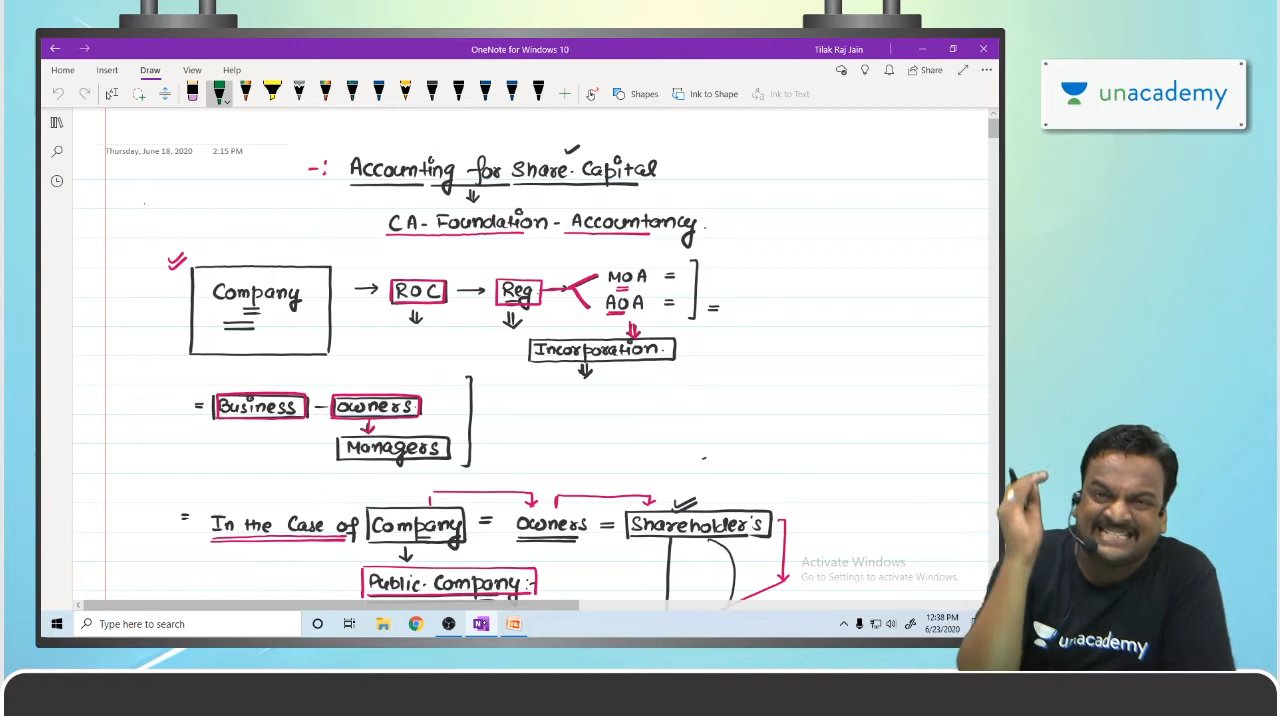 OneNote for Windows 10
Tilak Raj Jain
Home Insert Draw View Help
Share
Shapes Ink to Shape Ink to Text
unacademy
Thursday, June 18, 2020 2:15 PM
-: Accounting for Share Capital
CA - Foundation - Accountancy.
Company → ROC → Reg MOA =
AOA = =
Incorporation.
= Business - owners.
Managers
= In the Case of Company = owners = Shareholder's
Public Company :-
Activate Windows
Go to Settings to activate Windows.
unacademy
Type here to search
12:38 PM
6/23/2020